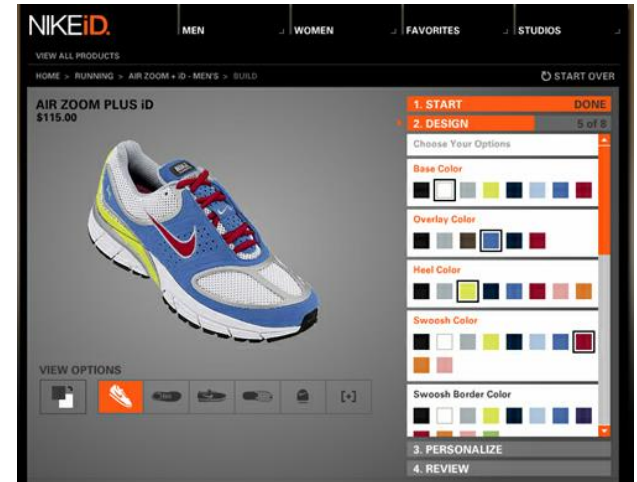 NIKEiD.
MEN
WOMEN
FAVORITES
STUDIOS
VIEW ALL PRODUCTS
HOME > RUNNING > AIR ZOOM + iD - MEN'S > BUILD
START OVER
AIR ZOOM PLUS iD
$115.00
1. START DONE
2. DESIGN 5 of 8
Choose Your Options
Base Color
Overlay Color
Heel Color
Swoosh Color
Swoosh Border Color
VIEW OPTIONS
[+]
3. PERSONALIZE
4. REVIEW